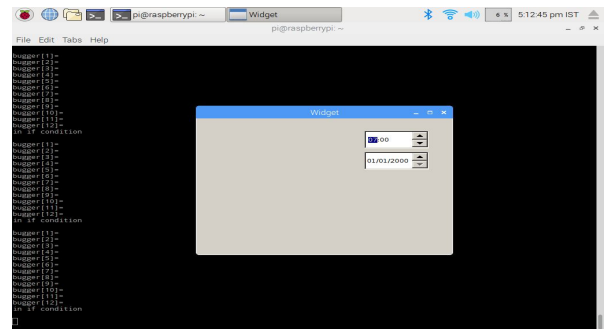 pi@raspberrypi: ~
Widget
6 %
5:12:45 pm IST
pi@raspberrypi: ~
File Edit Tabs Help
bugger[1]=
bugger[2]=
bugger[3]=
bugger[4]=
bugger[5]=
bugger[6]=
bugger[7]=
bugger[8]=
bugger[9]=
bugger[10]=
bugger[11]=
bugger[12]=
in if condition
bugger[1]=
bugger[2]=
bugger[3]=
bugger[4]=
bugger[5]=
bugger[6]=
bugger[7]=
bugger[8]=
bugger[9]=
bugger[10]=
bugger[11]=
bugger[12]=
in if condition
bugger[1]=
bugger[2]=
bugger[3]=
bugger[4]=
bugger[5]=
bugger[6]=
bugger[7]=
bugger[8]=
bugger[9]=
bugger[10]=
bugger[11]=
bugger[12]=
in if condition
Widget
07:00
01/01/2000